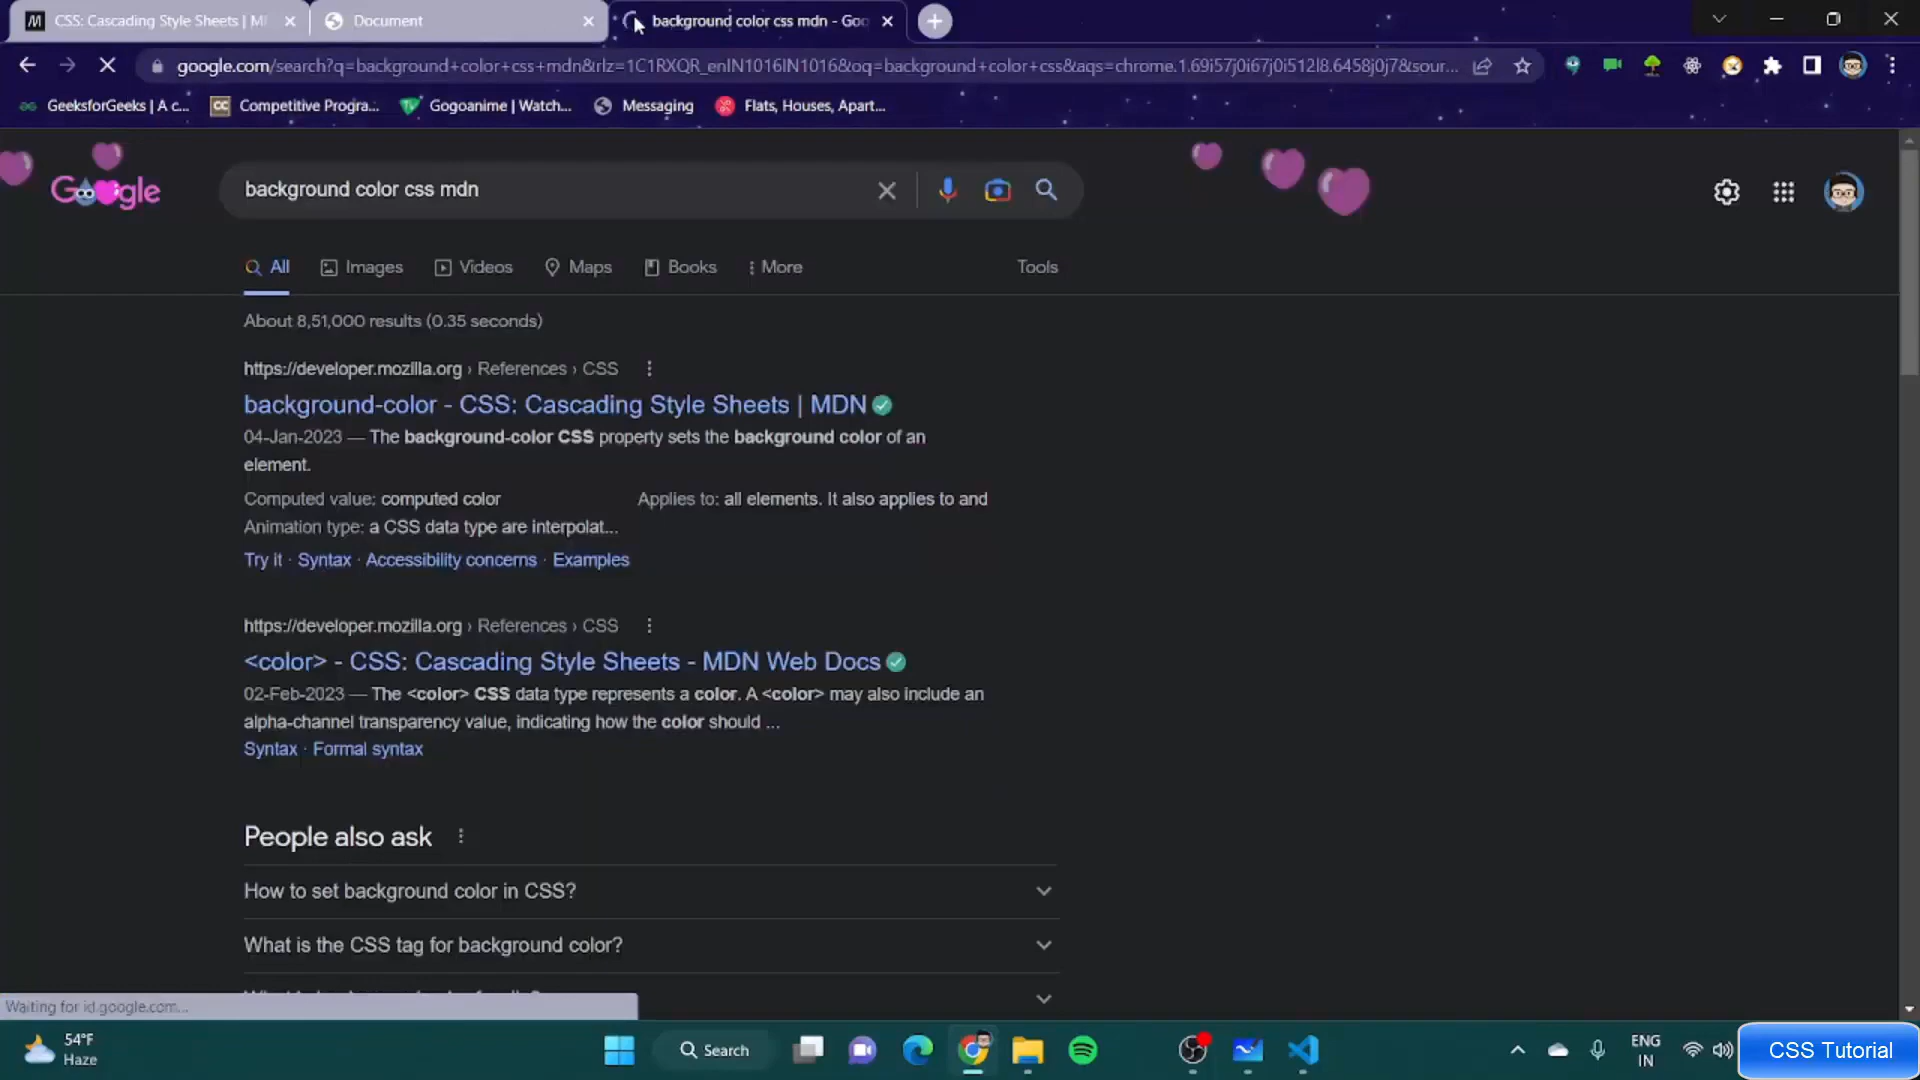 CSS: Cascading Style Sheets | M
Document
background color css mdn - Goo
google.com/search?q=background+color+css+mdn&rlz=1C1RXQR_enIN1016IN1016&oq=background+color+css&aqs=chrome.1.69i57j0i67j0i512l8.6458j0j7&sour...
GeeksforGeeks | A c...
CC Competitive Progra...
Gogoanime | Watch...
Messaging
Flats, Houses, Apart...
Google
background color css mdn
All
Images
Videos
Maps
Books
More
Tools
About 8,51,000 results (0.35 seconds)
https://developer.mozilla.org › References › CSS
background-color - CSS: Cascading Style Sheets | MDN
04-Jan-2023 — The background-color CSS property sets the background color of an
element.
Computed value: computed color
Applies to: all elements. It also applies to and
Animation type: a CSS data type are interpolat...
Try it · Syntax · Accessibility concerns · Examples
https://developer.mozilla.org › References › CSS
<color> - CSS: Cascading Style Sheets - MDN Web Docs
02-Feb-2023 — The <color> CSS data type represents a color. A <color> may also include an
alpha-channel transparency value, indicating how the color should ...
Syntax · Formal syntax
People also ask
How to set background color in CSS?
What is the CSS tag for background color?
Waiting for id.google.com...
54°F
Haze
Search
ENG
IN
CSS Tutorial